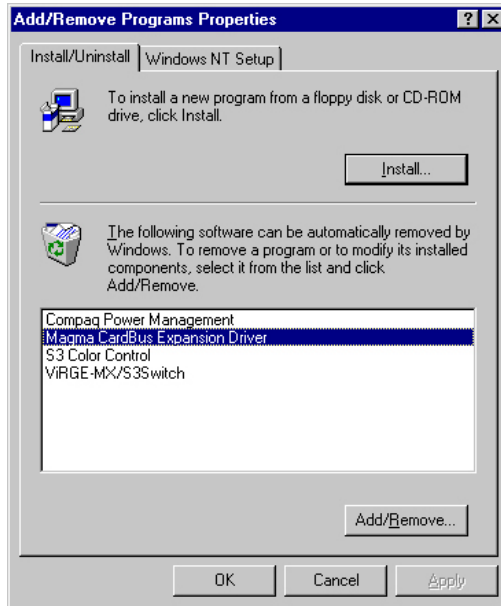 Add/Remove Programs Properties
Install/Uninstall
Windows NT Setup
To install a new program from a floppy disk or CD-ROM
drive, click Install.
Install...
The following software can be automatically removed by
Windows. To remove a program or to modify its installed
components, select it from the list and click
Add/Remove.
Compaq Power Management
Magma CardBus Expansion Driver
S3 Color Control
ViRGE-MX/S3Switch
Add/Remove...
OK
Cancel
Apply